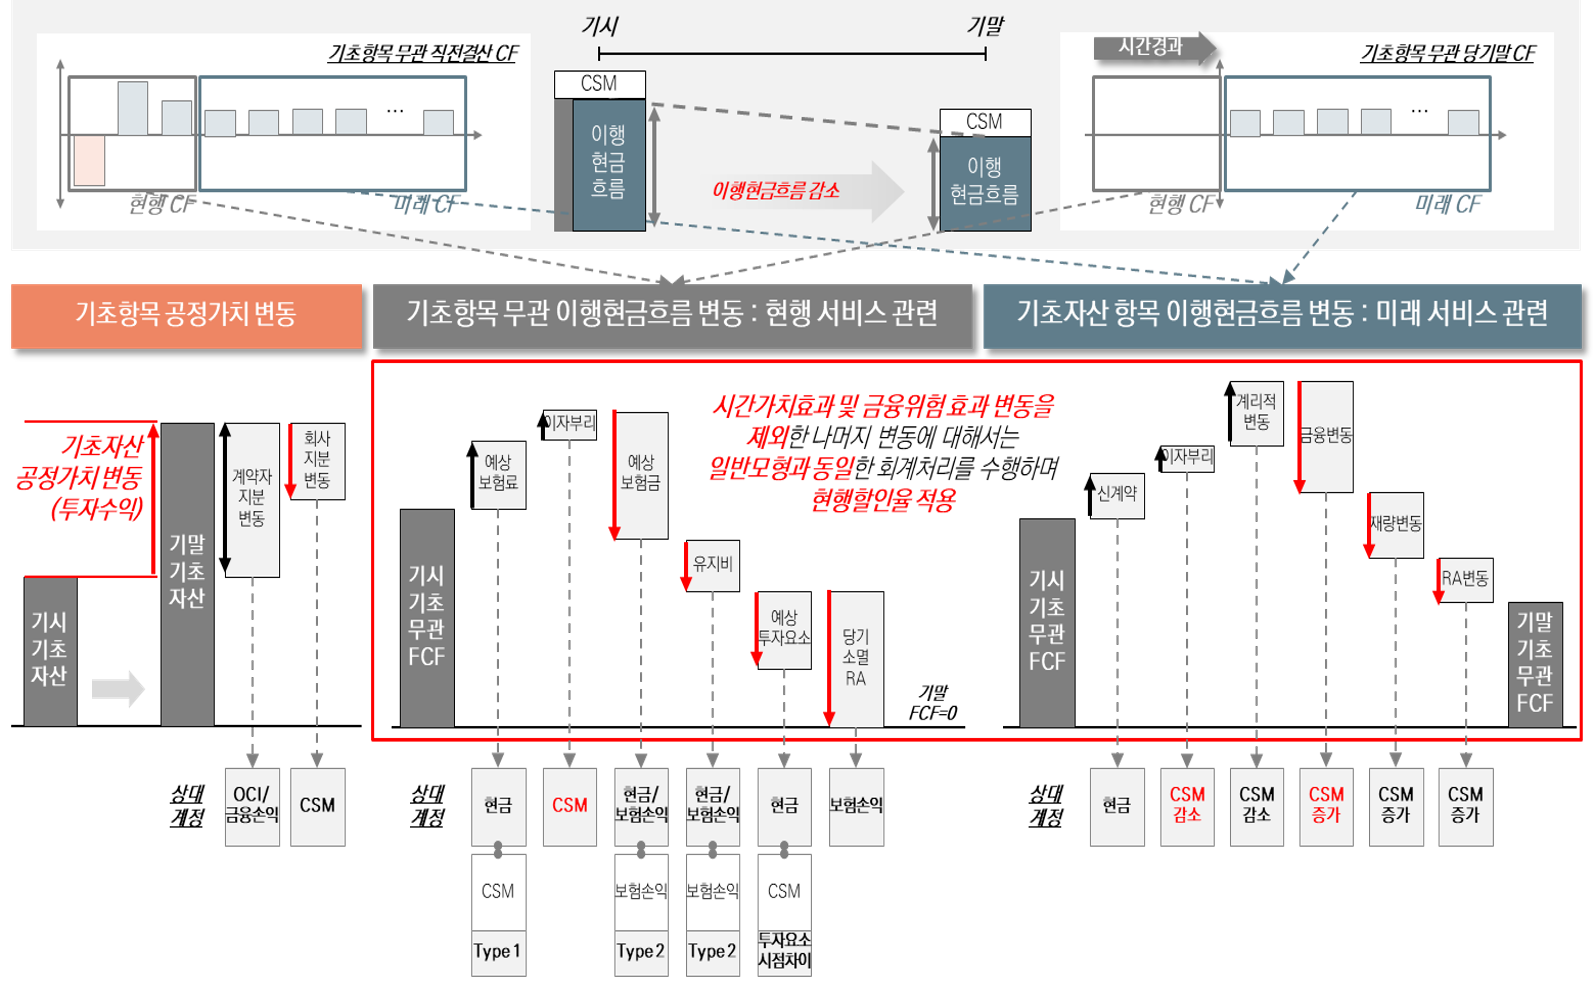 기시
기말
기초항목 무관 직전결산 CF
CSM
이행
현금
흐름
현행 CF
미래 CF
이행현금흐름 감소
CSM
이행
현금흐름
시간경과
기초항목 무관 당기말 CF
...
...
현행 CF
미래 CF
기초항목 공정가치 변동
기초항목 무관 이행현금흐름 변동 : 현행 서비스 관련
기초자산 항목 이행현금흐름 변동 : 미래 서비스 관련
기초자산
공정가치 변동
(투자수익)
기시
기초
자산
기말
기초
자산
계약자
지분
변동
회사
지분
변동
상대
계정
OCI/
금융손익
CSM
시간가치효과 및 금융위험 효과 변동을
제외한 나머지 변동에 대해서는
일반모형과 동일한 회계처리를 수행하며
현행할인율 적용
기시
기초
무관
FCF
예상
보험료
이자부리
예상
보험금
유지비
예상
투자요소
당기
소멸
RA
기말
FCF=0
상대
계정
현금
CSM
현금/
보험손익
현금/
보험손익
현금
보험손익
CSM
보험손익
보험손익
CSM
Type1
Type2
Type2
투자요소
시점차이
기시
기초
무관
FCF
신계약
이자부리
계리적
변동
금융변동
재량변동
RA변동
기말
기초
무관
FCF
상대
계정
현금
CSM
감소
CSM
감소
CSM
증가
CSM
증가
CSM
증가